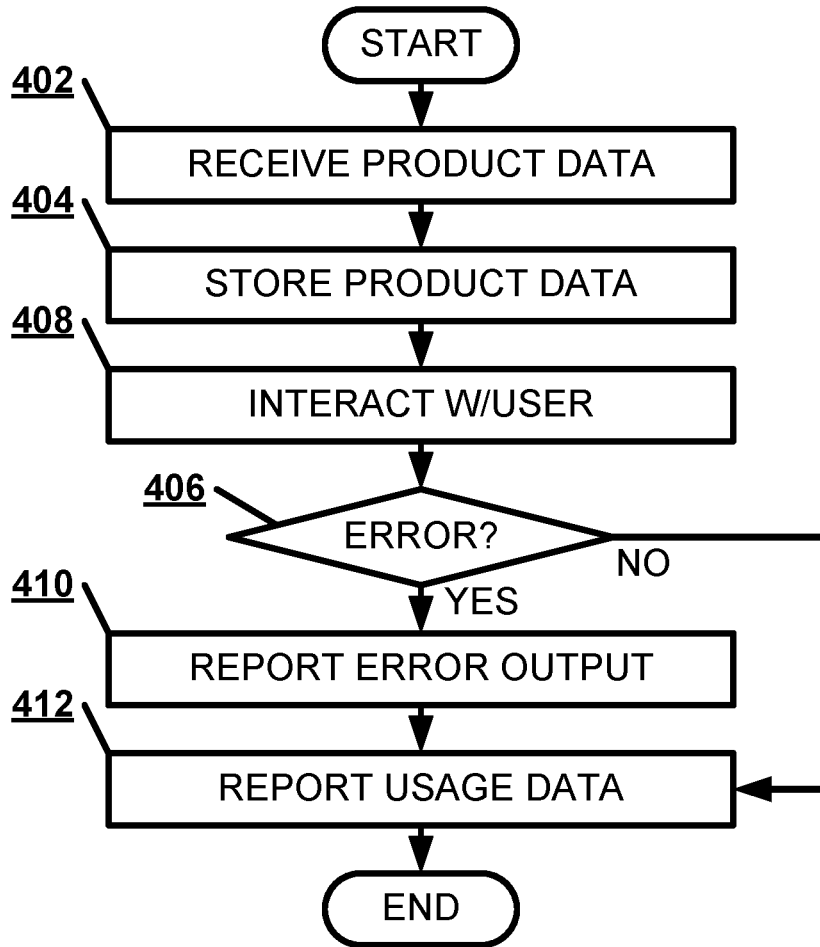 START
402
RECEIVE PRODUCT DATA
404
STORE PRODUCT DATA
408
INTERACT W/USER
406
ERROR?
NO
YES
410
REPORT ERROR OUTPUT
412
REPORT USAGE DATA
END